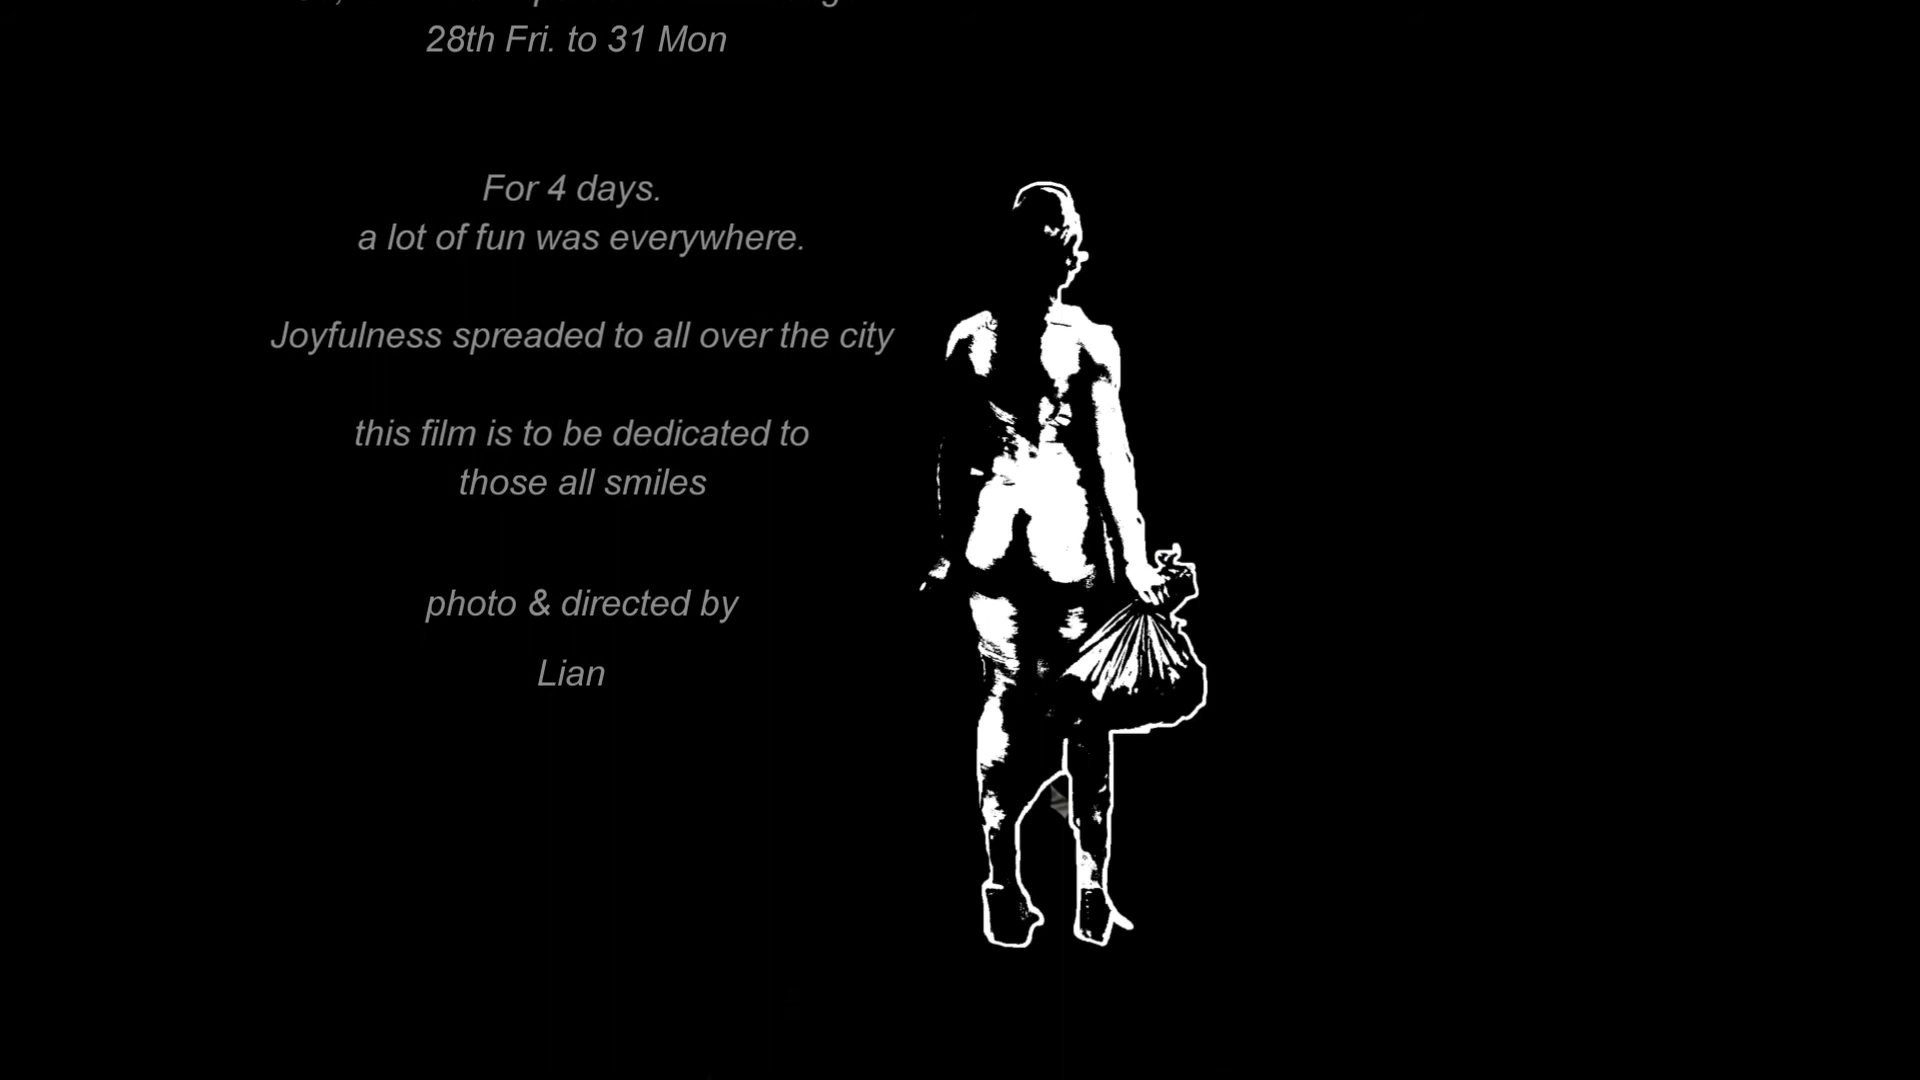 28th Fri. to 31 Mon
For 4 days.
a lot of fun was everywhere.
Joyfulness spreaded to all over the city
this film is to be dedicated to
those all smiles
photo & directed by
Lian